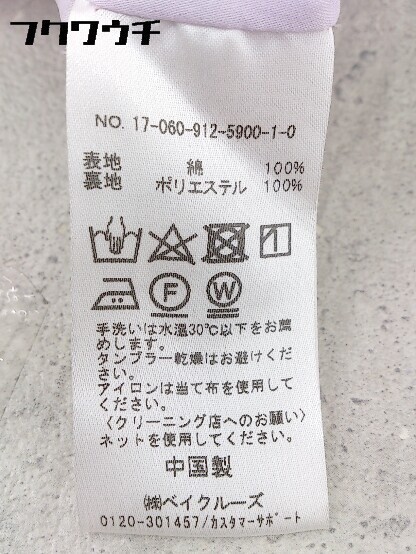 フクワウチ
NO. 17-060-912-5900-1-0
表地 綿 100%
裏地 ポリエステル 100%
F W
手洗いは水温30℃以下をお薦
めします。
タンブラー乾燥はお避けくだ
さい。
アイロンは当て布を使用して
ください。
〈クリーニング店へのお願い〉
ネットを使用してください。
中国製
㈱ベイクルーズ
0120-301457/カスタマーサポート